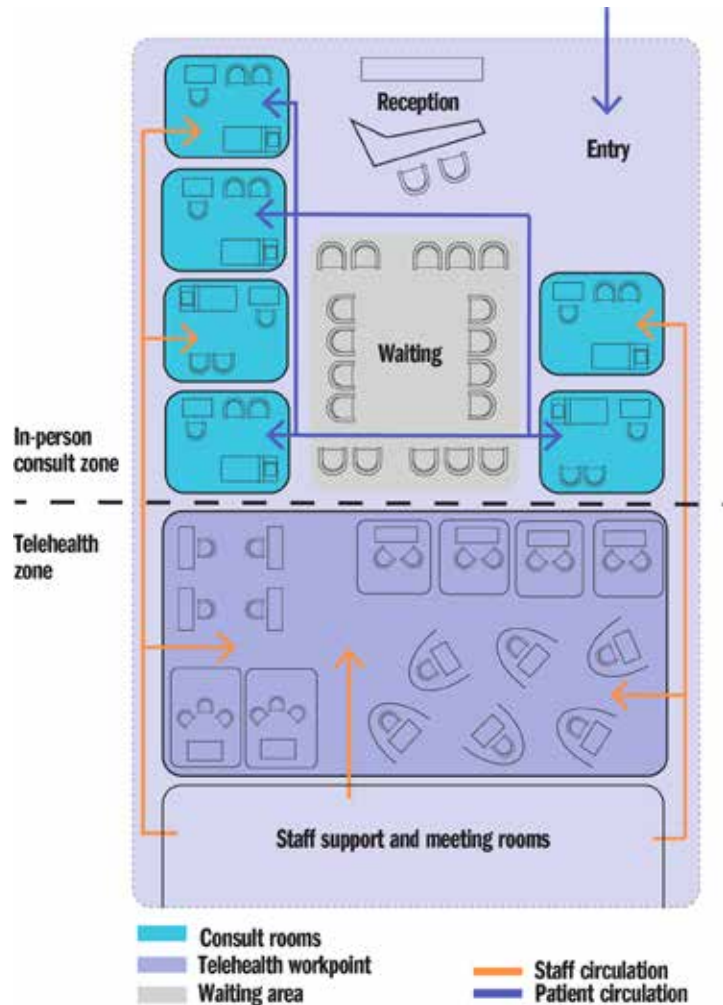 Reception
Entry
Waiting
In-person
consult zone
Telehealth
zone
Staff support and meeting rooms
Consult rooms
Telehealth workpoint
Waiting area
Staff circulation
Patient circulation